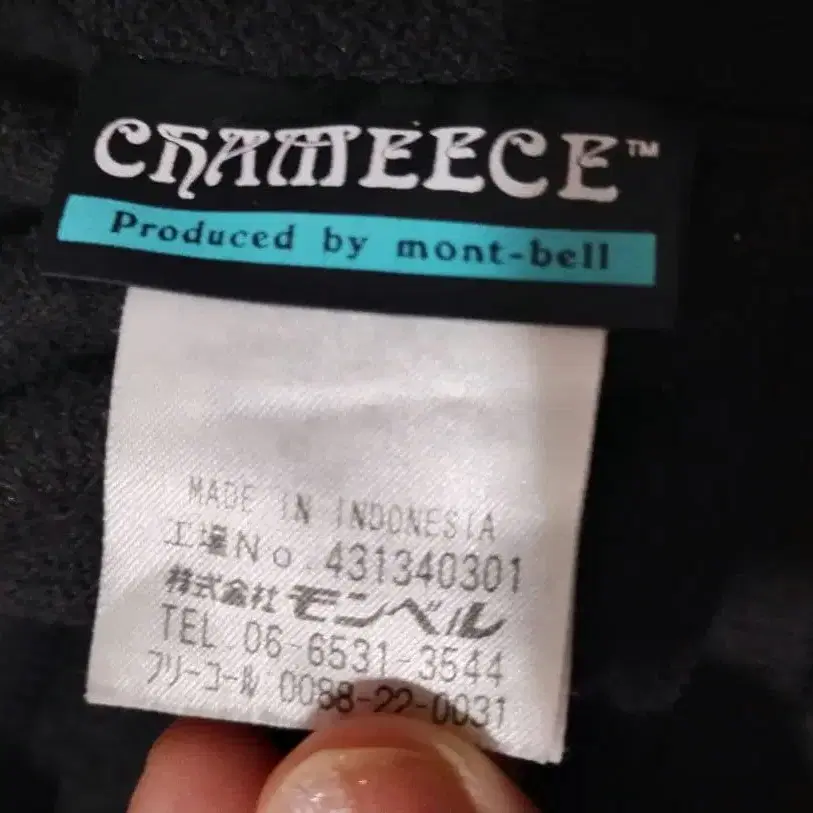 CHAMEECE™
Produced by mont-bell
MADE IN INDONESIA
工場No.431340301
株式会社モンベル
TEL.06-6531-3544
フリーコール 0088-22-0031